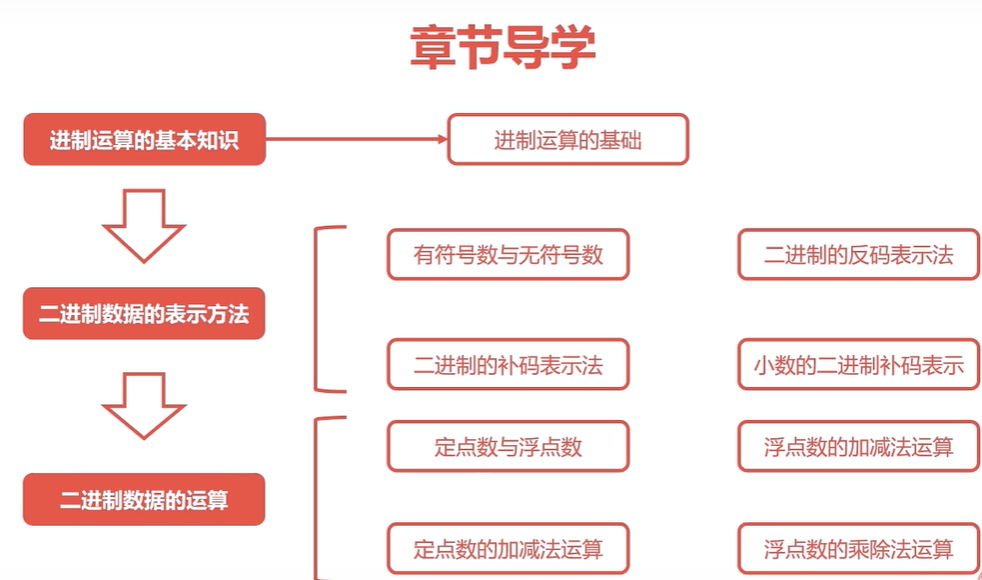 章节导学
进制运算的基本知识
进制运算的基础
二进制数据的表示方法
有符号数与无符号数
二进制的反码表示法
二进制的补码表示法
小数的二进制补码表示
二进制数据的运算
定点数与浮点数
浮点数的加减法运算
定点数的加减法运算
浮点数的乘除法运算